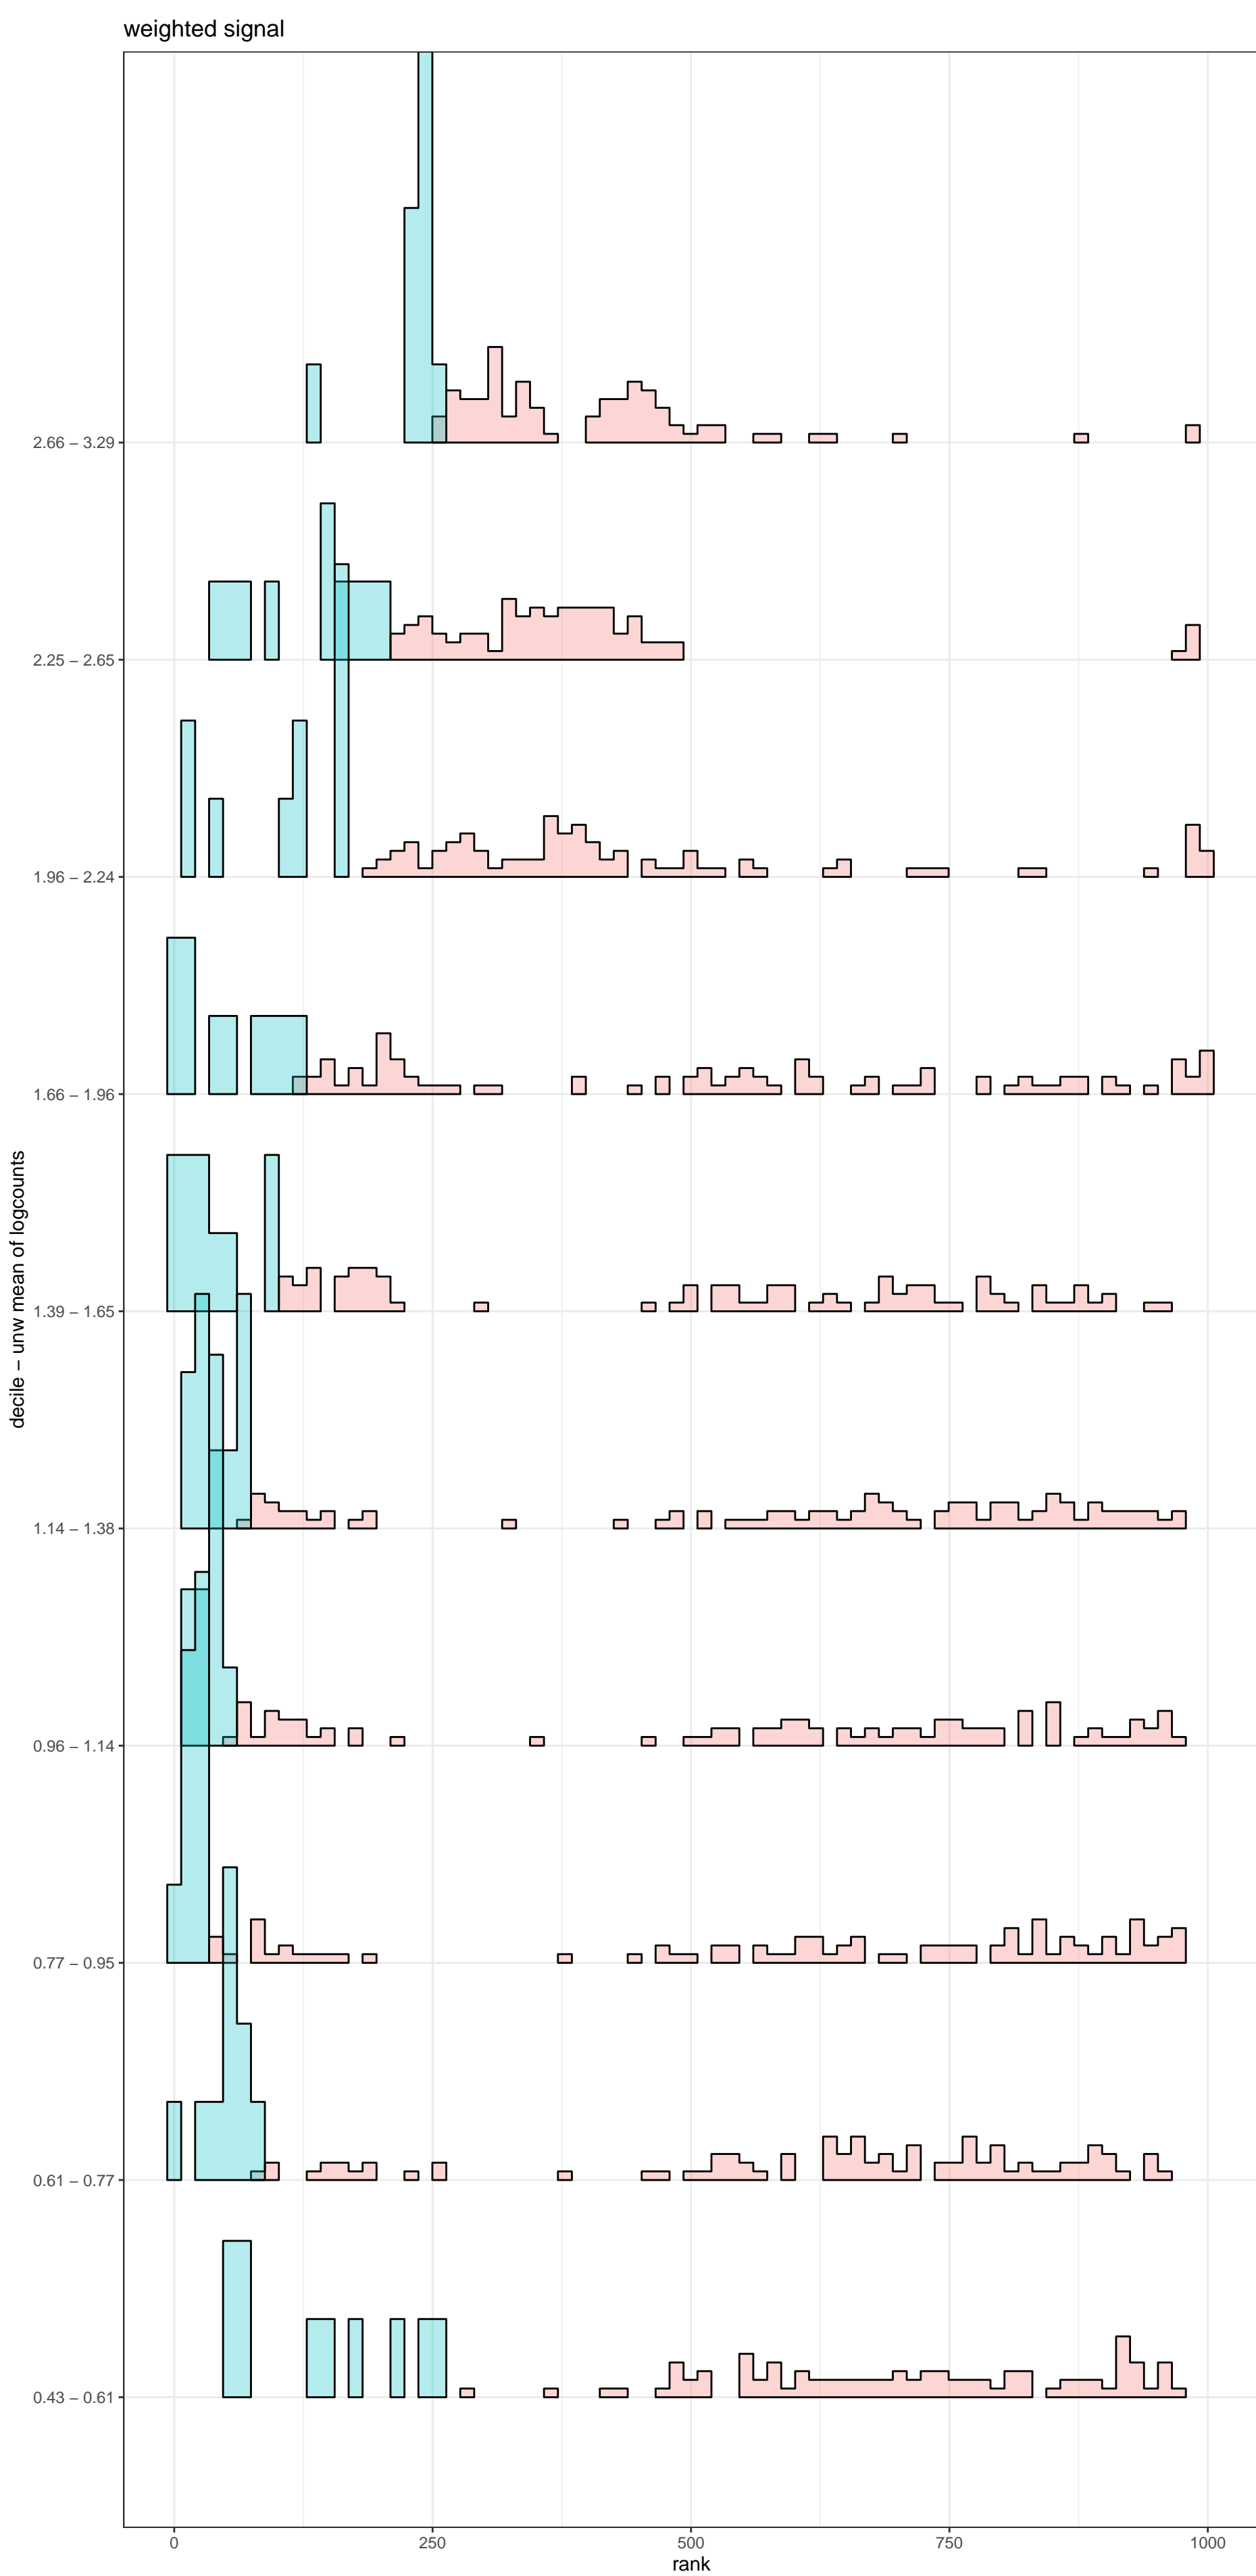 weighted signal
2.66 – 3.29
2.25 – 2.65
1.96 – 2.24
1.66 – 1.96
1.39 – 1.65
1.14 – 1.38
0.96 – 1.14
0.77 – 0.95
0.61 – 0.77
0.43 – 0.61
decile – unw mean of logcounts
0 250 500 750 1000
rank